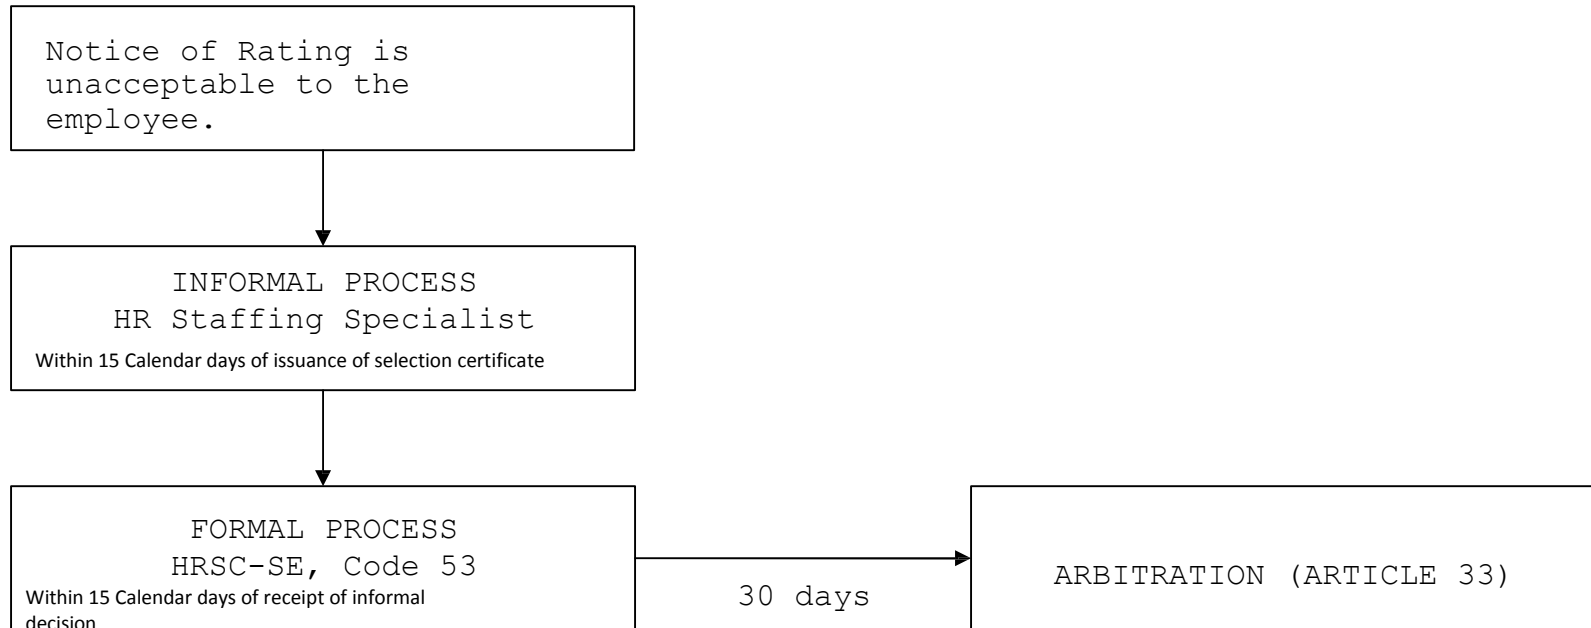 Notice of Rating is
unacceptable to the
employee.
INFORMAL PROCESS
HR Staffing Specialist
Within 15 Calendar days of issuance of selection certificate
FORMAL PROCESS
HRSC-SE, Code 53
Within 15 Calendar days of receipt of informal
decision
30 days
ARBITRATION (ARTICLE 33)